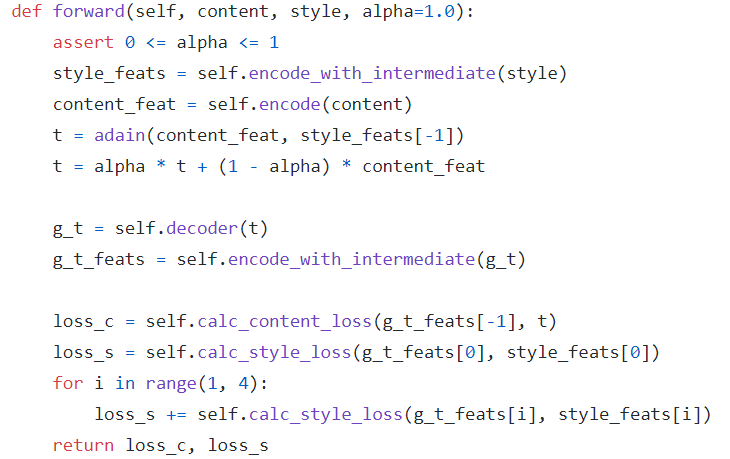 def forward(self, content, style, alpha=1.0):
    assert 0 <= alpha <= 1
    style_feats = self.encode_with_intermediate(style)
    content_feat = self.encode(content)
    t = adain(content_feat, style_feats[-1])
    t = alpha * t + (1 - alpha) * content_feat

    g_t = self.decoder(t)
    g_t_feats = self.encode_with_intermediate(g_t)

    loss_c = self.calc_content_loss(g_t_feats[-1], t)
    loss_s = self.calc_style_loss(g_t_feats[0], style_feats[0])
    for i in range(1, 4):
        loss_s += self.calc_style_loss(g_t_feats[i], style_feats[i])
    return loss_c, loss_s